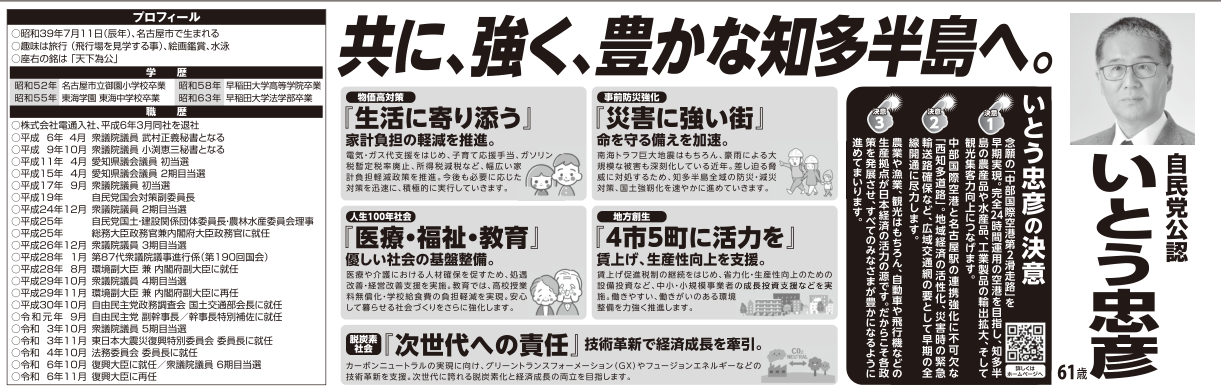 プロフィール
○昭和39年7月11日(辰年)、名古屋市で生まれる
○趣味は旅行（飛行場を見学する事)、絵画鑑賞、水泳
○座右の銘は「天下為公」
学　歴
昭和52年 名古屋市立御園小学校卒業
昭和58年 早稲田大学高等学院卒業
昭和55年 東海学園 東海中学校卒業
昭和63年 早稲田大学法学部卒業
職　歴
○株式会社電通入社、平成6年3月同社を退社
○平成 6年 4月 衆議院議員 武村正義秘書となる
○平成 9年10月 衆議院議員 小渕恵三秘書となる
○平成11年 4月 愛知県議会議員 初当選
○平成15年 4月 愛知県議会議員 2期目当選
○平成17年 9月 衆議院議員 初当選
○平成19年 自由民主党国会対策副委員長
○平成24年12月 衆議院議員 2期目当選
○平成25年 自民党国土・建設関係団体委員長・農林水産委員会理事
○平成25年 総務大臣政務官兼内閣府大臣政務官に就任
○平成26年12月 衆議院議員 3期目当選
○平成28年 1月 第87代衆議院議事進行係(第190回国会)
○平成28年 8月 環境副大臣 兼 内閣府副大臣に就任
○平成29年10月 衆議院議員 4期目当選
○平成29年11月 環境副大臣 兼 内閣府副大臣に再任
○平成30年10月 自由民主党政務調査会 国土交通部会長に就任
○令和元年 9月 自由民主党 副幹事長／幹事長特別補佐に就任
○令和 3年10月 衆議院議員 5期目当選
○令和 3年11月 東日本大震災復興特別委員会 委員長に就任
○令和 4年10月 法務委員会 委員長に就任
○令和 6年10月 復興大臣に就任／衆議院議員 6期目当選
○令和 6年11月 復興大臣に再任
共に、強く、豊かな知多半島へ。
物価高対策
『生活に寄り添う』
家計負担の軽減を推進。
電気・ガス代支援をはじめ、子育て応援手当、ガソリン
税暫定税率廃止、所得税減税など、幅広い家
計負担軽減政策を推進。今後も必要に応じた
対策を迅速に、積極的に実行していきます。
事前防災強化
『災害に強い街』
命を守る備えを加速。
南海トラフ巨大地震はもちろん、豪雨による大
規模な被害も深刻化している近年。差し迫る脅
威に対処するため、知多半島全域の防災・減災
対策、国土強靭化を速やかに進めていきます。
人生100年社会
『医療・福祉・教育』
優しい社会の基盤整備。
医療や介護における人材確保を促すため、処遇
改善・経営改善支援を実施。教育では、高校授業
料無償化・学校給食費の負担軽減を実現。安心
して暮らせる社会づくりをさらに強化します。
地方創生
『4市5町に活力を』
賃上げ、生産性向上を支援。
賃上げ促進税制の継続をはじめ、省力化・生産性向上のための
設備投資など、中小・小規模事業者の成長投資支援などを実
施。働きやすい、働きがいのある環境
整備を力強く推進します。
脱炭素
社会
『次世代への責任』 技術革新で経済成長を牽引。
カーボンニュートラルの実現に向け、グリーントランスフォーメーション(GX)やフュージョンエネルギーなどの
技術革新を支援。次世代に誇れる脱炭素化と経済成長の両立を目指します。
CO2
NEUTRAL
いとう忠彦の決意
決意
1
念願の「中部国際空港第2滑走路」を
早期実現。完全24時間運用の空港を目指し、知多半
島の農産品や水産品、工業製品の輸出拡大、そして
観光集客力向上につなげます。
決意
2
中部国際空港と名古屋駅の連携強化に不可欠な
「西知多道路」。地域経済の活性化、災害時の緊急
輸送路確保など、広域交通網の要として早期の全
線開通に尽力します。
決意
3
農業や漁業、観光はもちろん、自動車や飛行機などの
生産拠点が日本経済の活力の源です。だからこそ各政
策を発展させ、すべてのみなさまが豊かになるように
進めてまいります。
詳しくは
ホームページへ
自民党公認
いとう忠彦
61歳